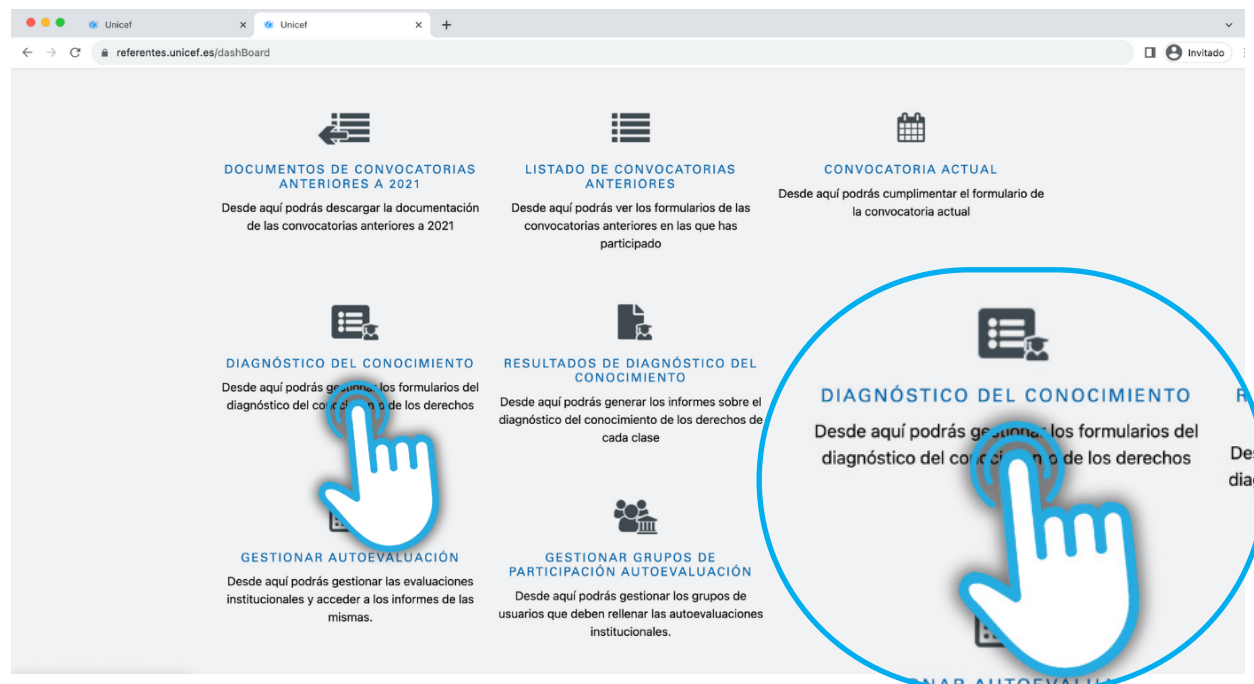 Unicef
Unicef
referentes.unicef.es/dashBoard
Invitado
DOCUMENTOS DE CONVOCATORIAS
ANTERIORES A 2021
Desde aquí podrás descargar la documentación
de las convocatorias anteriores a 2021
LISTADO DE CONVOCATORIAS
ANTERIORES
Desde aquí podrás ver los formularios de las
convocatorias anteriores en las que has
participado
CONVOCATORIA ACTUAL
Desde aquí podrás cumplimentar el formulario de
la convocatoria actual
DIAGNÓSTICO DEL CONOCIMIENTO
Desde aquí podrás gestionar los formularios del
diagnóstico del conocimiento de los derechos
RESULTADOS DE DIAGNÓSTICO DEL
CONOCIMIENTO
Desde aquí podrás generar los informes sobre el
diagnóstico del conocimiento de los derechos de
cada clase
GESTIONAR AUTOEVALUACIÓN
Desde aquí podrás gestionar las evaluaciones
institucionales y acceder a los informes de las
mismas.
GESTIONAR GRUPOS DE
PARTICIPACIÓN AUTOEVALUACIÓN
Desde aquí podrás gestionar los grupos de
usuarios que deben rellenar las autoevaluaciones
institucionales.
DIAGNÓSTICO DEL CONOCIMIENTO
Desde aquí podrás gestionar los formularios del
diagnóstico del conocimiento de los derechos